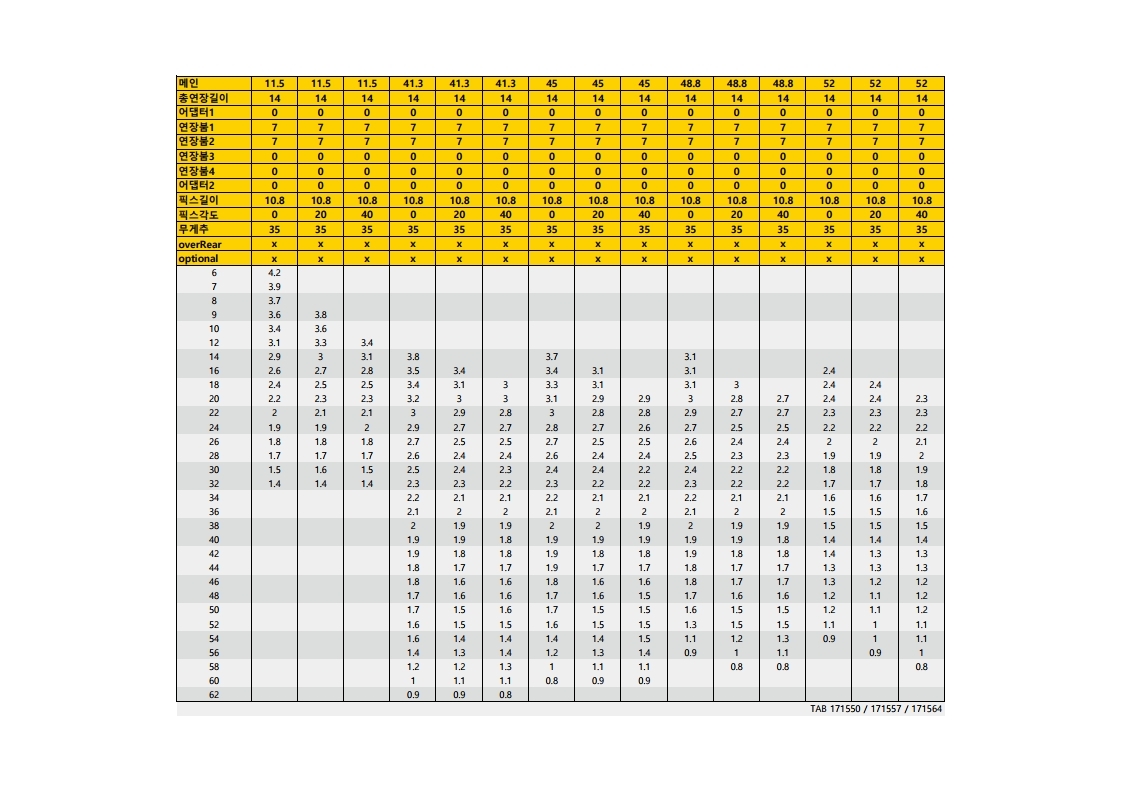 메인 11.5 11.5 11.5 41.3 41.3 41.3 45 45 45 48.8 48.8 48.8 52 52 52
총연장길이 14 14 14 14 14 14 14 14 14 14 14 14 14 14 14
어댑터1 0 0 0 0 0 0 0 0 0 0 0 0 0 0 0
연장붐1 7 7 7 7 7 7 7 7 7 7 7 7 7 7 7
연장붐2 7 7 7 7 7 7 7 7 7 7 7 7 7 7 7
연장붐3 0 0 0 0 0 0 0 0 0 0 0 0 0 0 0
연장붐4 0 0 0 0 0 0 0 0 0 0 0 0 0 0 0
어댑터2 0 0 0 0 0 0 0 0 0 0 0 0 0 0 0
픽스길이 10.8 10.8 10.8 10.8 10.8 10.8 10.8 10.8 10.8 10.8 10.8 10.8 10.8 10.8 10.8
픽스각도 0 20 40 0 20 40 0 20 40 0 20 40 0 20 40
무게추 35 35 35 35 35 35 35 35 35 35 35 35 35 35 35
overRear x x x x x x x x x x x x x x x
optional x x x x x x x x x x x x x x x
6 4.2
7 3.9
8 3.7
9 3.6 3.8
10 3.4 3.6
12 3.1 3.3 3.4
14 2.9 3 3.1 3.8 3.7 3.1
16 2.6 2.7 2.8 3.5 3.4 3.4 3.1 3.1 2.4
18 2.4 2.5 2.5 3.4 3.1 3 3.3 3.1 3.1 3 2.4 2.4
20 2.2 2.3 2.3 3.2 3 3 3.1 2.9 2.9 3 2.8 2.7 2.4 2.4 2.3
22 2 2.1 2.1 3 2.9 2.8 3 2.8 2.8 2.9 2.7 2.7 2.3 2.3 2.3
24 1.9 1.9 2 2.9 2.7 2.7 2.8 2.7 2.6 2.7 2.5 2.5 2.2 2.2 2.2
26 1.8 1.8 1.8 2.7 2.5 2.5 2.7 2.5 2.5 2.6 2.4 2.4 2 2 2.1
28 1.7 1.7 1.7 2.6 2.4 2.4 2.6 2.4 2.4 2.5 2.3 2.3 1.9 1.9 2
30 1.5 1.6 1.5 2.5 2.4 2.3 2.4 2.4 2.2 2.4 2.2 2.2 1.8 1.8 1.9
32 1.4 1.4 1.4 2.3 2.3 2.2 2.3 2.2 2.2 2.3 2.2 2.2 1.7 1.7 1.8
34 2.2 2.1 2.1 2.2 2.1 2.1 2.2 2.1 2.1 1.6 1.6 1.7
36 2.1 2 2 2.1 2 2 2.1 2 2 1.5 1.5 1.6
38 2 1.9 1.9 2 2 1.9 2 1.9 1.9 1.5 1.5 1.5
40 1.9 1.9 1.8 1.9 1.9 1.9 1.9 1.9 1.8 1.4 1.4 1.4
42 1.9 1.8 1.8 1.9 1.8 1.8 1.9 1.8 1.8 1.4 1.3 1.3
44 1.8 1.7 1.7 1.9 1.7 1.7 1.8 1.7 1.7 1.3 1.3 1.3
46 1.8 1.6 1.6 1.8 1.6 1.6 1.8 1.7 1.7 1.3 1.2 1.2
48 1.7 1.6 1.6 1.7 1.6 1.5 1.7 1.6 1.6 1.2 1.1 1.2
50 1.7 1.5 1.6 1.7 1.5 1.5 1.6 1.5 1.5 1.2 1.1 1.2
52 1.6 1.5 1.5 1.6 1.5 1.5 1.3 1.5 1.5 1.1 1 1.1
54 1.6 1.4 1.4 1.4 1.4 1.5 1.1 1.2 1.3 0.9 1 1.1
56 1.4 1.3 1.4 1.2 1.3 1.4 0.9 1 1.1 0.9 1
58 1.2 1.2 1.3 1 1.1 1.1 0.8 0.8 0.8
60 1 1.1 1.1 0.8 0.9 0.9
62 0.9 0.9 0.8
TAB 171550 / 171557 / 171564